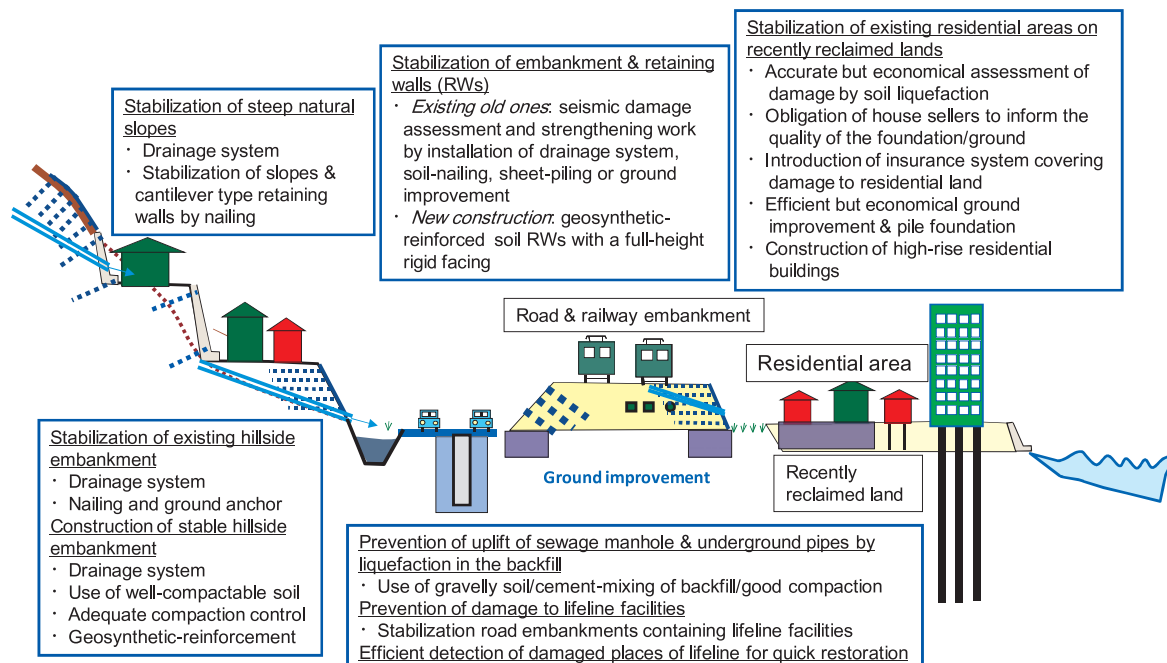 Stabilization of steep natural
slopes
· Drainage system
· Stabilization of slopes &
cantilever type retaining
walls by nailing
Stabilization of embankment & retaining
walls (RWs)
· Existing old ones: seismic damage
assessment and strengthening work
by installation of drainage system,
soil-nailing, sheet-piling or ground
improvement
· New construction: geosynthetic-
reinforced soil RWs with a full-height
rigid facing
Stabilization of existing residential areas on
recently reclaimed lands
· Accurate but economical assessment of
damage by soil liquefaction
· Obligation of house sellers to inform the
quality of the foundation/ground
· Introduction of insurance system covering
damage to residential land
· Efficient but economical ground
improvement & pile foundation
· Construction of high-rise residential
buildings
Road & railway embankment
Residential area
Ground improvement
Recently
reclaimed land
Stabilization of existing hillside
embankment
· Drainage system
· Nailing and ground anchor
Construction of stable hillside
embankment
· Drainage system
· Use of well-compactable soil
· Adequate compaction control
· Geosynthetic-reinforcement
Prevention of uplift of sewage manhole & underground pipes by
liquefaction in the backfill
· Use of gravelly soil/cement-mixing of backfill/good compaction
Prevention of damage to lifeline facilities
· Stabilization road embankments containing lifeline facilities
Efficient detection of damaged places of lifeline for quick restoration